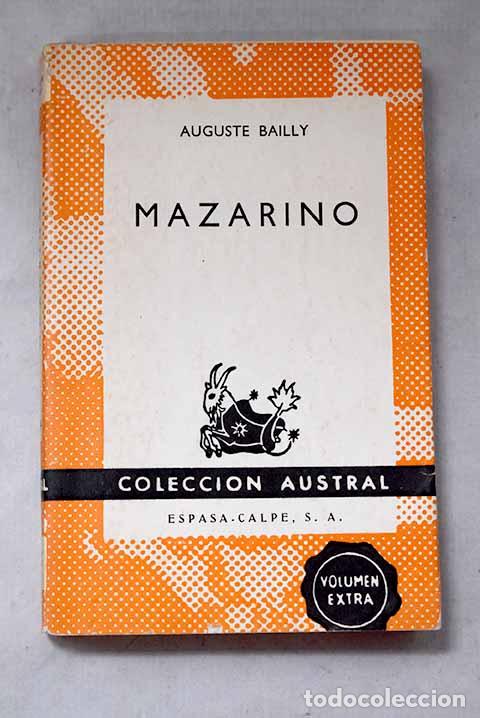 AUGUSTE BAILLY
MAZARINO
L COLECCION AUSTRAL
ESPASA-CALPE, S. A.
VOLUMEN
EXTRA
todocoleccion